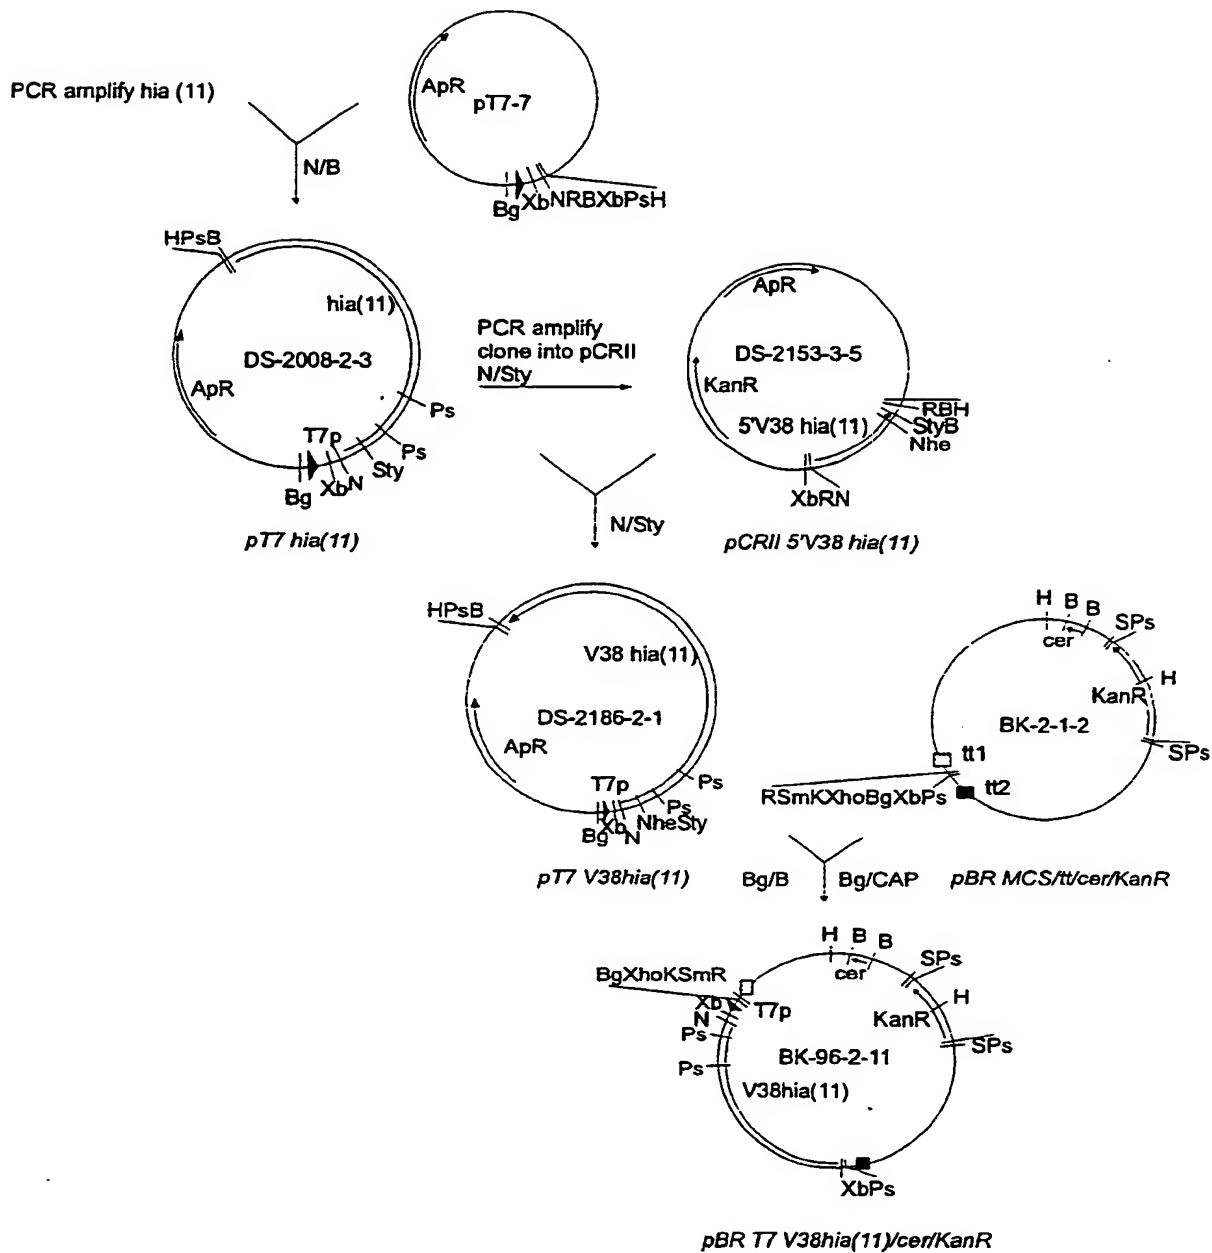 PCR amplify hia (11)
ApR
pT7-7
N/B
Bg
Xb
NRBXbPsH
HPsB
hia(11)
DS-2008-2-3
ApR
Ps
Ps
Sty
T7p
N
Xb
Bg
pT7 hia(11)
PCR amplify
clone into pCRII
N/Sty
ApR
DS-2153-3-5
KanR
5'V38 hia(11)
RBH
StyB
Nhe
XbRN
pCRII 5'V38 hia(11)
N/Sty
HPsB
V38 hia(11)
DS-2186-2-1
ApR
T7p
Ps
Ps
NheSty
N
Xb
Bg
pT7 V38hia(11)
H
B
B
SPs
cer
H
KanR
BK-2-1-2
SPs
tt1
tt2
RSmKXhoBgXbPs
pBR MCS/tt/cer/KanR
Bg/B
Bg/CAP
H
B
B
SPs
cer
H
KanR
SPs
BgXhoKSmR
Xb
N
T7p
Ps
Ps
BK-96-2-11
V38hia(11)
XbPs
pBR T7 V38hia(11)/cer/KanR